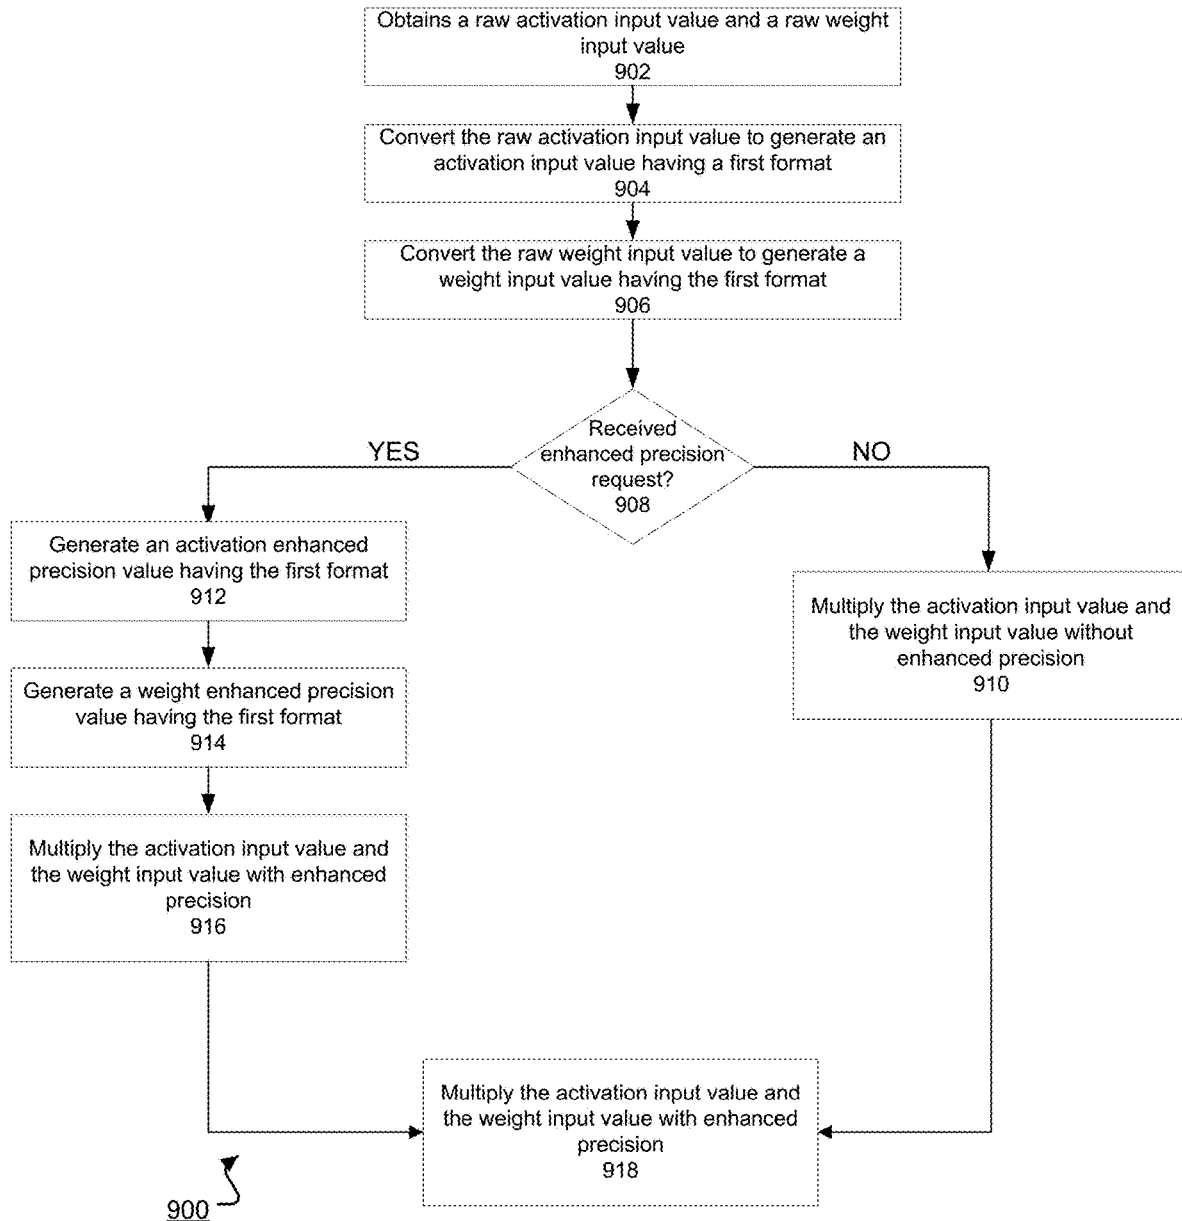 Obtains a raw activation input value and a raw weight
input value
902
Convert the raw activation input value to generate an
activation input value having a first format
904
Convert the raw weight input value to generate a
weight input value having the first format
906
Received
enhanced precision
request?
908
YES
NO
Generate an activation enhanced
precision value having the first format
912
Generate a weight enhanced precision
value having the first format
914
Multiply the activation input value and
the weight input value with enhanced
precision
916
Multiply the activation input value and
the weight input value without
enhanced precision
910
Multiply the activation input value and
the weight input value with enhanced
precision
918
900